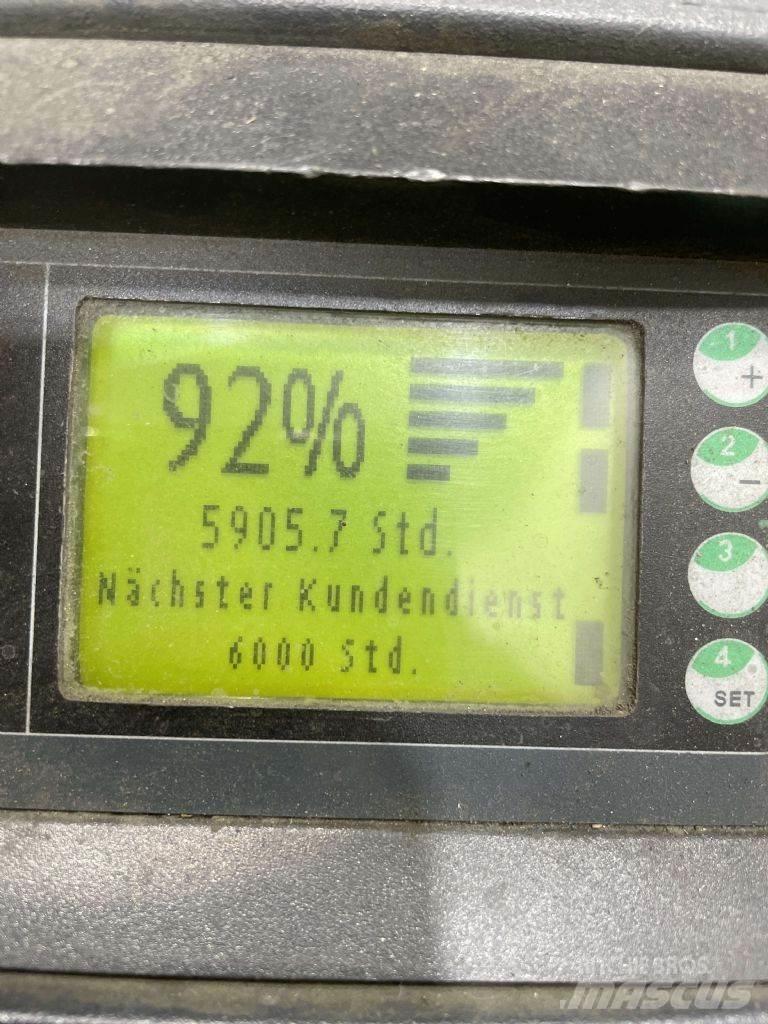 92%
5905.7 Std.
Nächster Kundendienst
6000 Std.
1
+
2
−
3
4
SET
MASCUS